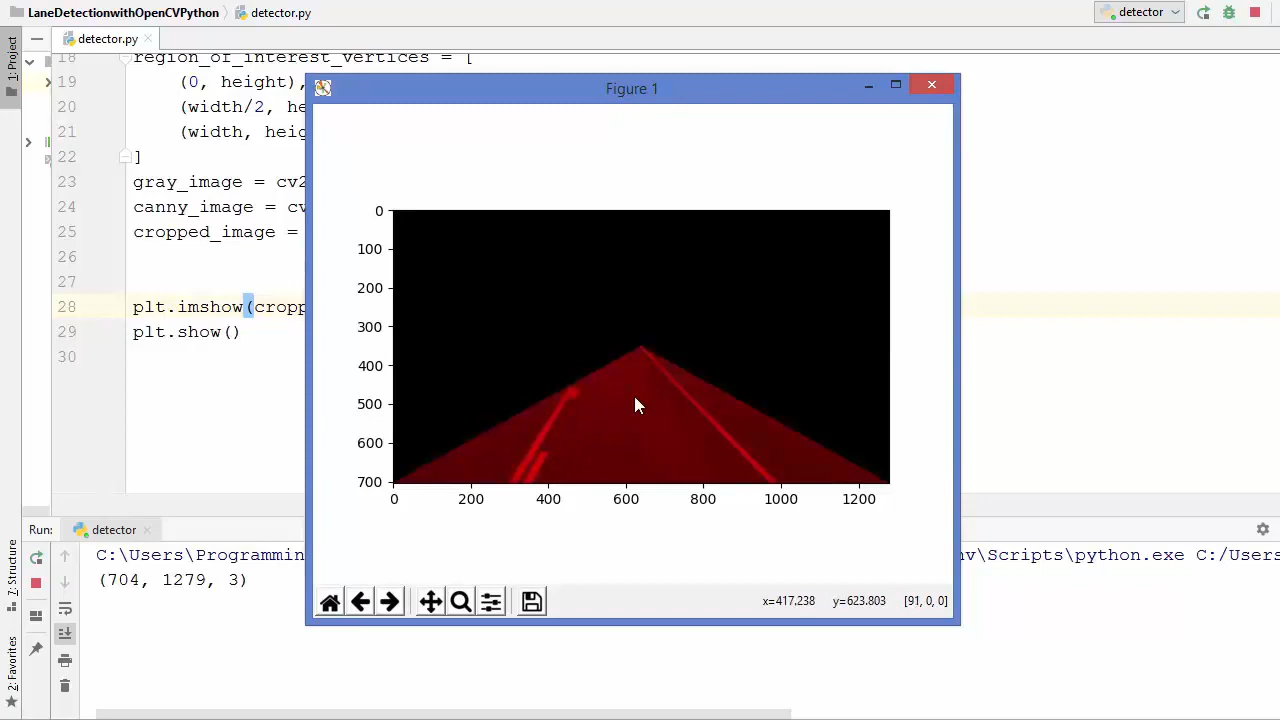 LaneDetectionwithOpenCVPython
detector.py
detector
1: Project
detector.py
18 region_of_interest_vertices = [
19 (0, height),
20 (width/2, he
21 (width, heig
22 ]
23 gray_image = cv2
24 canny_image = cv
25 cropped_image =
26
27
28 plt.imshow(cropp
29 plt.show()
30
Figure 1
0
100
200
300
400
500
600
700
0 200 400 600 800 1000 1200
x=417.238 y=623.803 [91, 0, 0]
Run: detector
C:\Users\Programmin
nv\Scripts\python.exe C:/Users
(704, 1279, 3)
7: Structure
2: Favorites